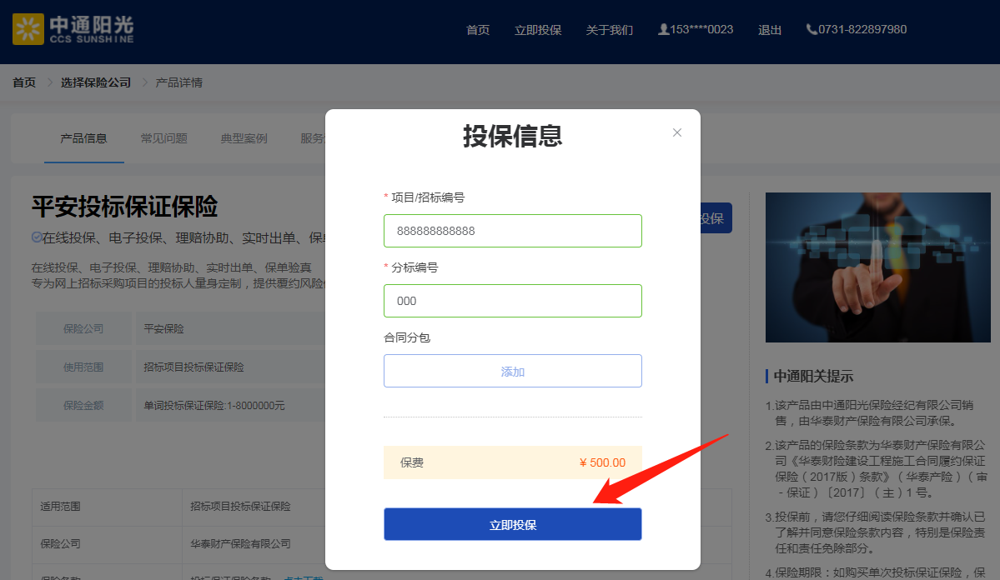 中通阳光
CCS SUNSHINE
首页 立即投保 关于我们 153****0023 退出 0731-822897980
首页 > 选择保险公司 > 产品详情
产品信息 常见问题 典型案例 服务
投保信息
平安投标保证保险
投保
在线投保、电子投保、理赔协助、实时出单、保
在线投保、电子投保、理赔协助、实时出单、保单验真
专为网上招标采购项目的投标人量身定制，提供履约风险
保险公司 平安保险
使用范围 招标项目投标保证保险
保险金额 单词投标保证保险:1-8000000元
适用范围 招标项目投标保证保险
保险公司 华泰财产保险有限公司
保险条款 投标保证保险条款 点击下载
* 项目/招标编号
888888888888
* 分标编号
000
合同分包
添加
保费 ¥ 500.00
立即投保
中通阳关提示
1.该产品由中通阳光保险经纪有限公司销
售，由华泰财产保险有限公司承保。
2.该产品的保险条款为华泰财产保险有限公
司《华泰财险建设工程施工合同履约保证
保险（2017版）条款》（华泰产险）（审
- 保证）〔2017〕（主）1 号。
3.投保前，请您仔细阅读保险条款并确认已
了解并同意保险条款内容，特别是保险责
任和责任免除部分。
4.保险期限：如购买单次投标保证保险，保